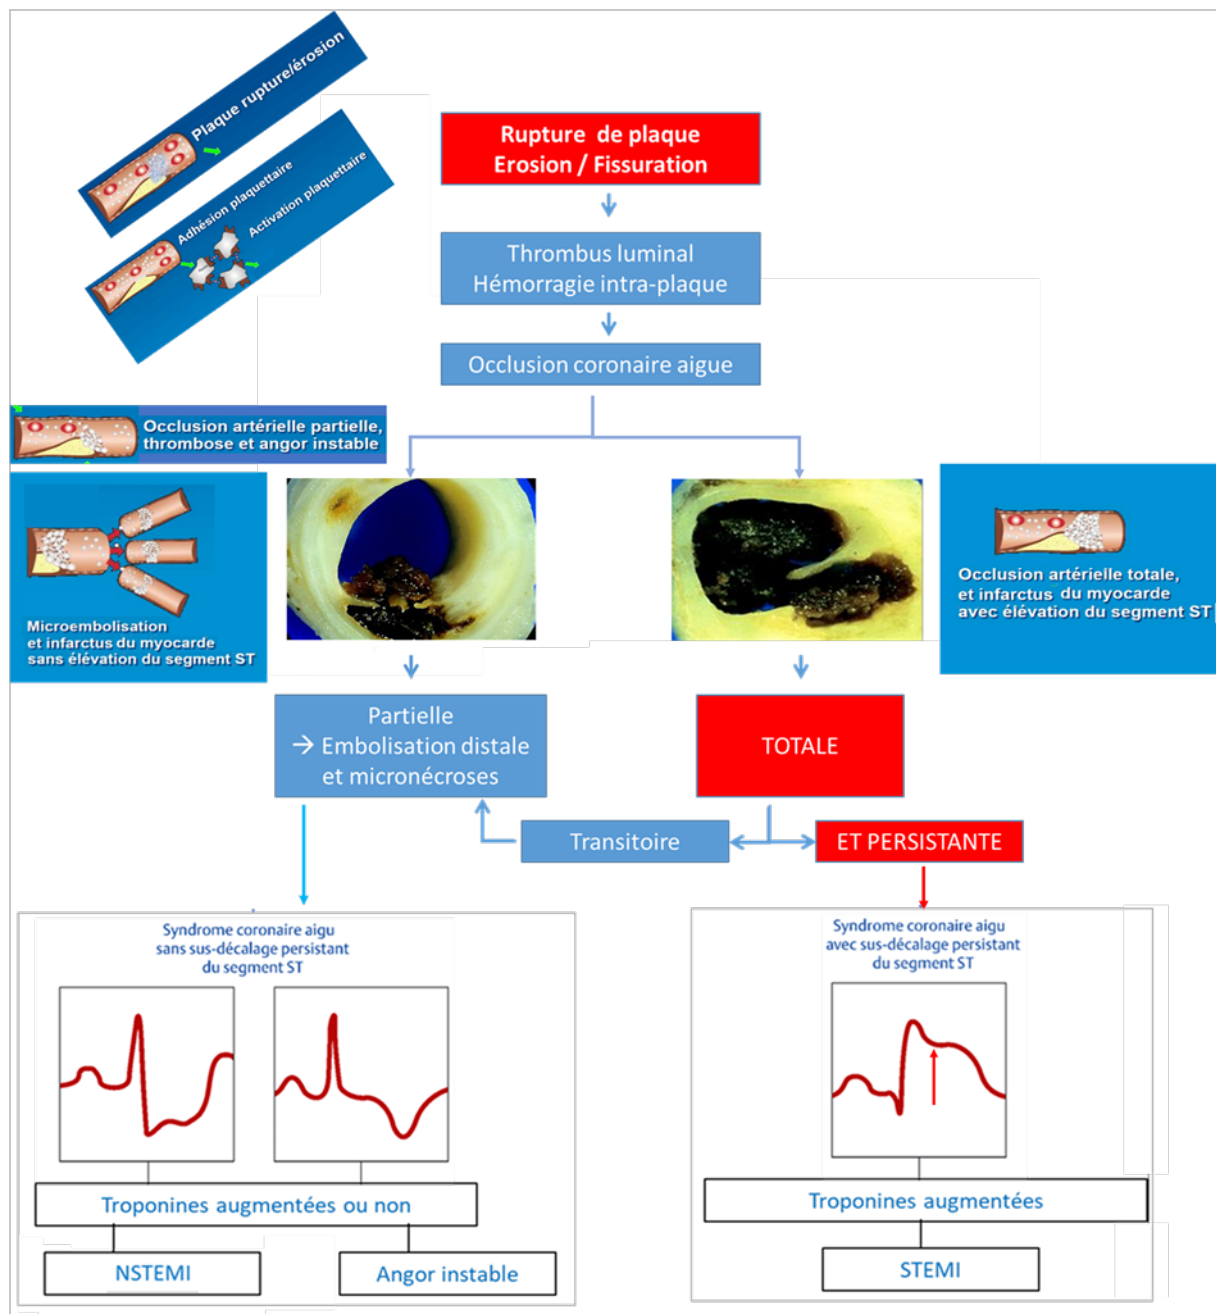 Plaque rupture/érosion
Adhésion plaquettaire
Activation plaquettaire
Rupture de plaque
Erosion / Fissuration
Thrombus luminal
Hémorragie intra-plaque
Occlusion coronaire aigue
Occlusion artérielle partielle,
thrombose et angor instable
Microembolisation
et infarctus du myocarde
sans élévation du segment ST
Occlusion artérielle totale,
et infarctus du myocarde
avec élévation du segment ST
Partielle
→ Embolisation distale
et micronécroses
TOTALE
Transitoire
ET PERSISTANTE
Syndrome coronaire aigu
sans sus-décalage persistant
du segment ST
Syndrome coronaire aigu
avec sus-décalage persistant
du segment ST
Troponines augmentées ou non
Troponines augmentées
NSTEMI
Angor instable
STEMI